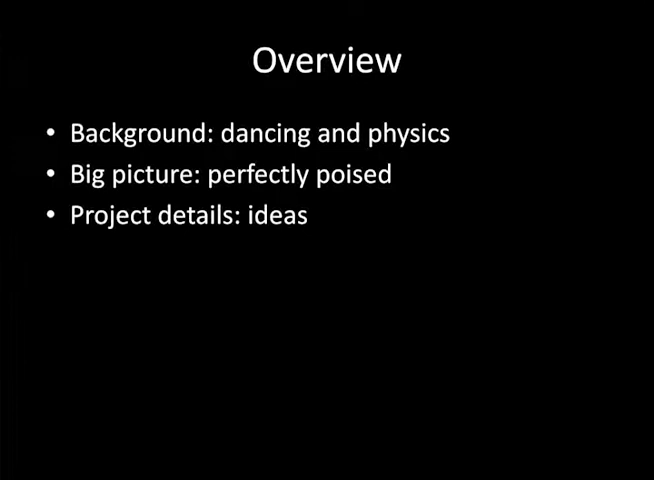 Overview
• Background: dancing and physics
• Big picture: perfectly poised
• Project details: ideas